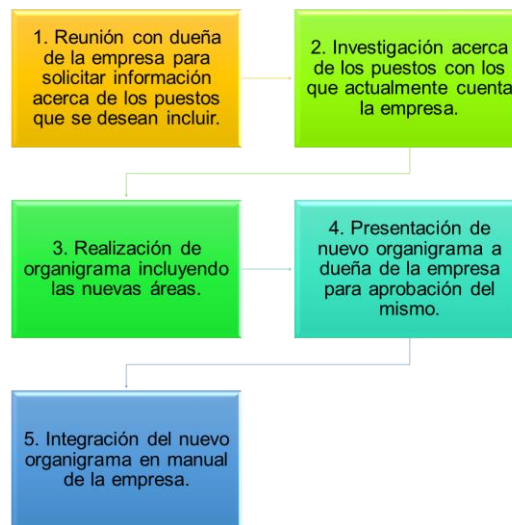 1. Reunión con dueña
de la empresa para
solicitar información
acerca de los puestos
que se desean incluir.
2. Investigación acerca
de los puestos con los
que actualmente cuenta
la empresa.
3. Realización de
organigrama incluyendo
las nuevas áreas.
4. Presentación de
nuevo organigrama a
dueña de la empresa
para aprobación del
mismo.
5. Integración del nuevo
organigrama en manual
de la empresa.